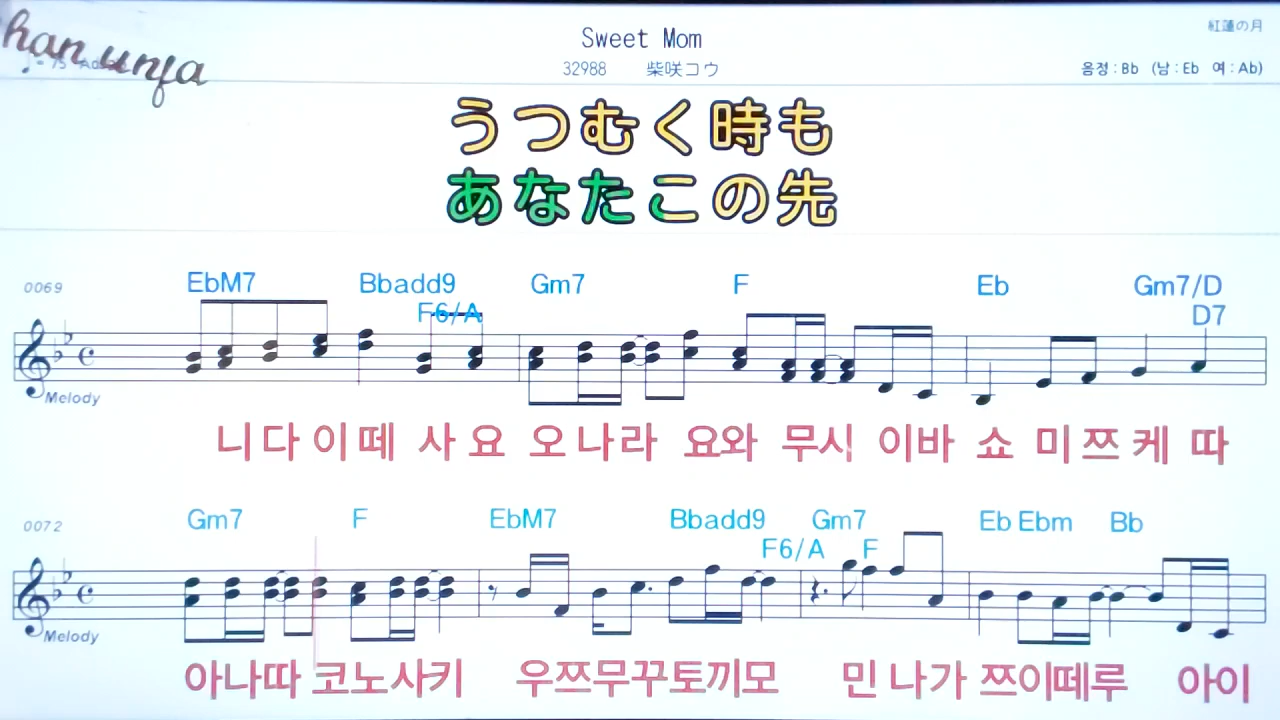 han unja
Sweet Mom
紅蓮の月
32988 柴咲コウ
음정 : Bb (남 : Eb 여 : Ab)
うつむく時も
あなたこの先
0069 EbM7 Bbadd9 Gm7 F Eb Gm7/D
F6/A D7
Melody
니다이떼 사요 오나라 요와 무시 이바 쇼 미쯔케 따
0072 Gm7 F EbM7 Bbadd9 Gm7 Eb Ebm Bb
F6/A F
Melody
아나따 코노사키 우쯔무꾸토끼모 민나가 쯔이떼루 아이